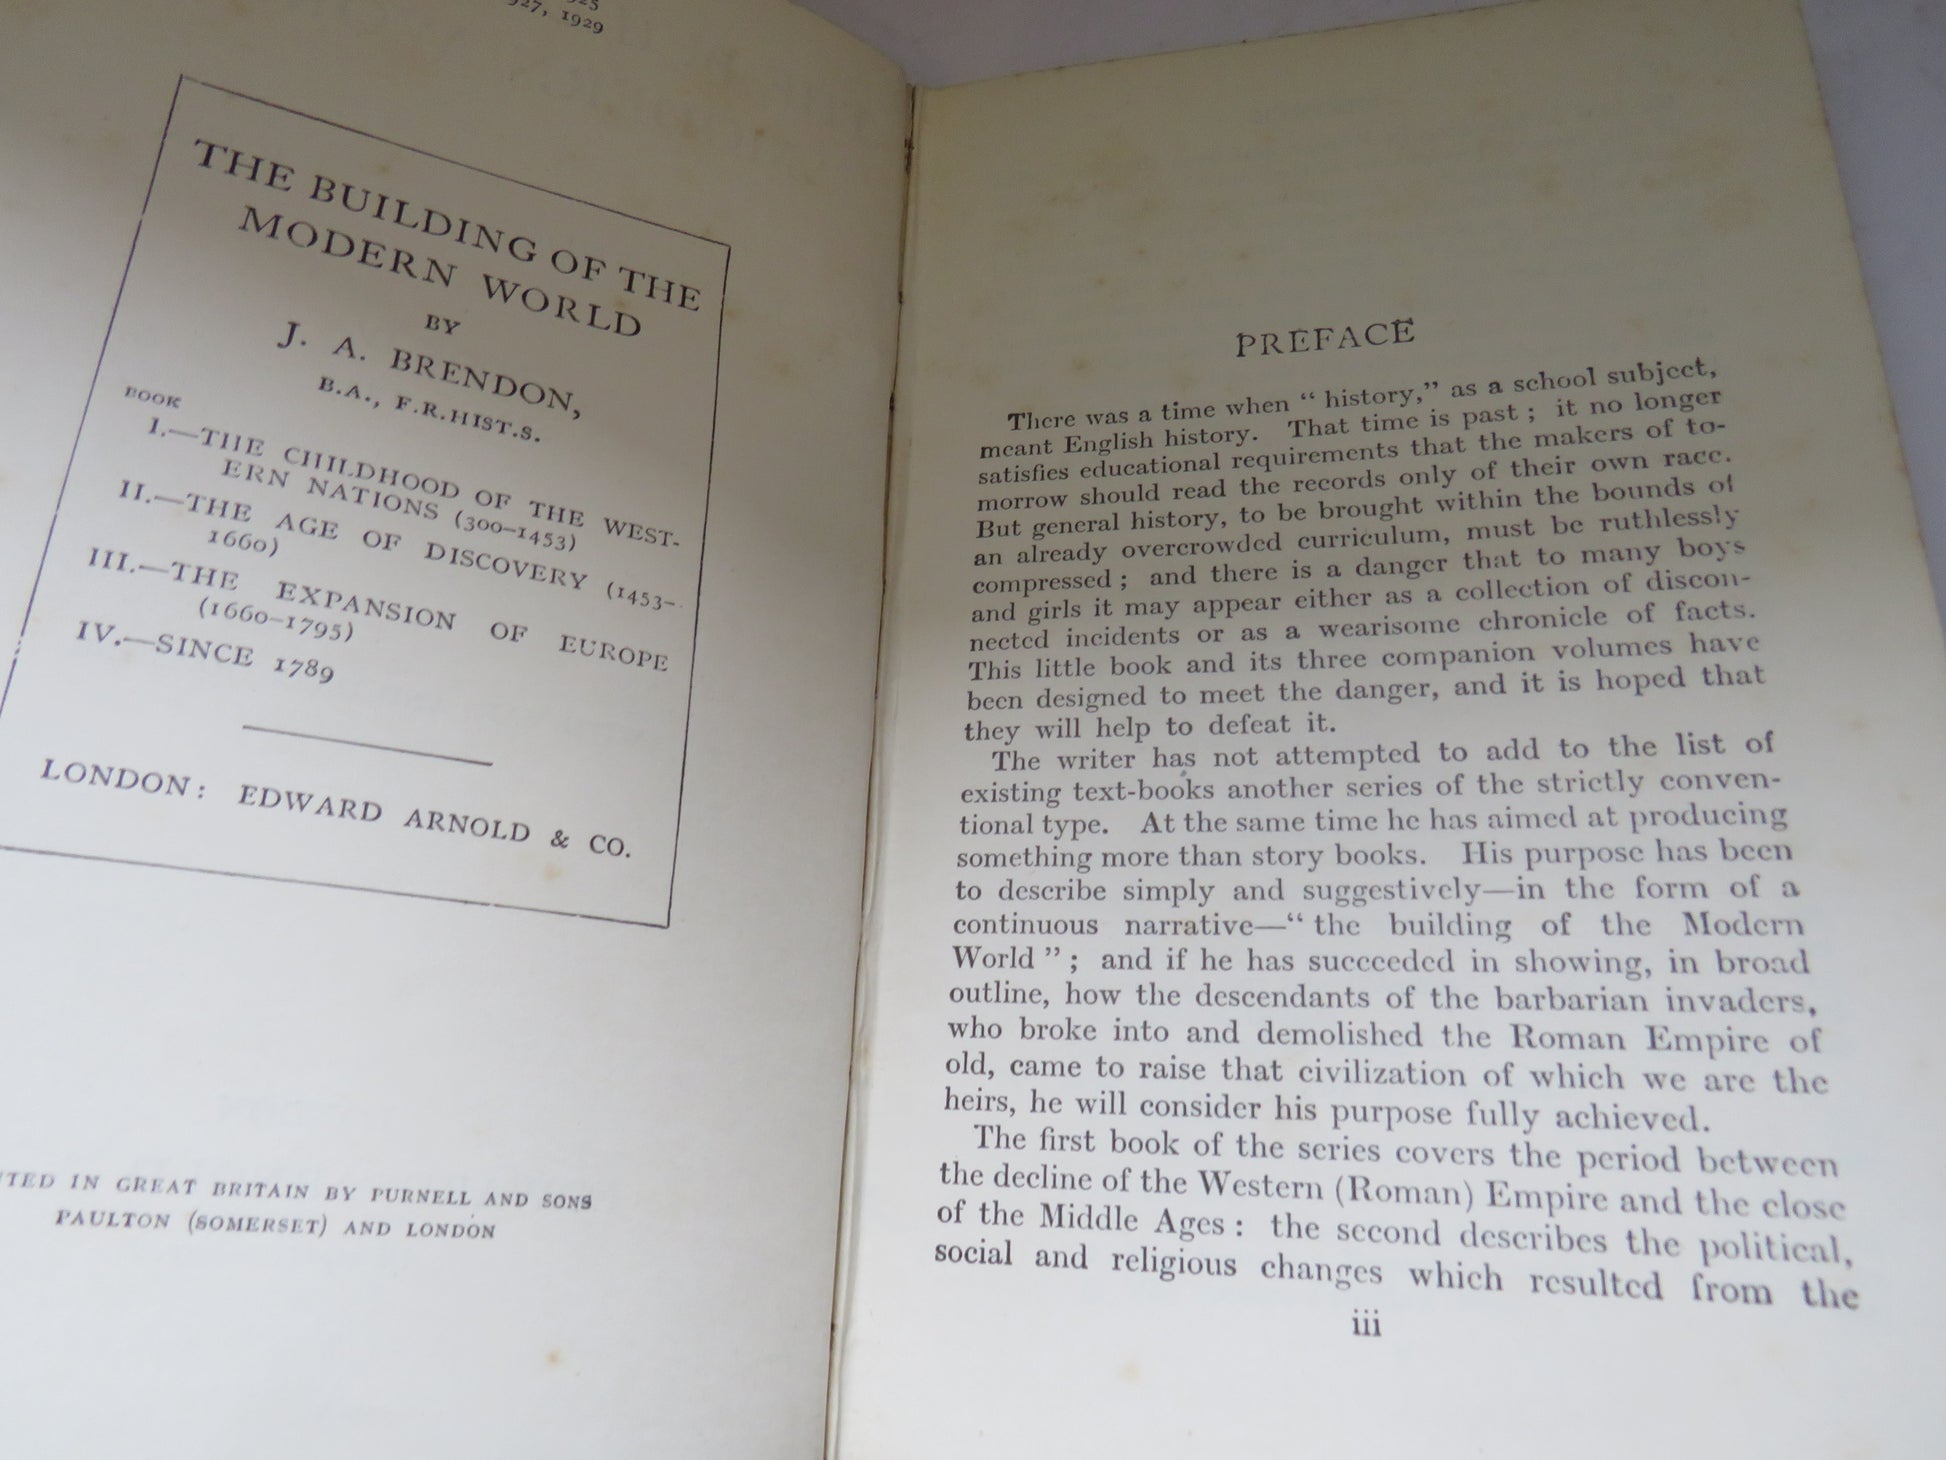 1929
THE BUILDING OF THE
MODERN WORLD
BY
J. A. BRENDON,
B.A., F.R.HIST.S.
BOOK
I.—THE CHILDHOOD OF THE WEST-
ERN NATIONS (300–1453)
II.—THE AGE OF DISCOVERY (1453–
1660)
III.—THE EXPANSION OF EUROPE
(1660–1795)
IV.—SINCE 1789
LONDON: EDWARD ARNOLD & CO.
IN GREAT BRITAIN BY PURNELL AND SONS
PAULTON (SOMERSET) AND LONDON
PREFACE
There was a time when “ history,” as a school subject,
meant English history. That time is past ; it no longer
satisfies educational requirements that the makers of to-
morrow should read the records only of their own race.
But general history, to be brought within the bounds of
an already overcrowded curriculum, must be ruthlessly
compressed ; and there is a danger that to many boys
and girls it may appear either as a collection of discon-
nected incidents or as a wearisome chronicle of facts.
This little book and its three companion volumes have
been designed to meet the danger, and it is hoped that
they will help to defeat it.
The writer has not attempted to add to the list of
existing text-books another series of the strictly conven-
tional type. At the same time he has aimed at producing
something more than story books. His purpose has been
to describe simply and suggestively—in the form of a
continuous narrative—“ the building of the Modern
World ” ; and if he has succeeded in showing, in broad
outline, how the descendants of the barbarian invaders,
who broke into and demolished the Roman Empire of
old, came to raise that civilization of which we are the
heirs, he will consider his purpose fully achieved.
The first book of the series covers the period between
the decline of the Western (Roman) Empire and the close
of the Middle Ages : the second describes the political,
social and religious changes which resulted from the
iii